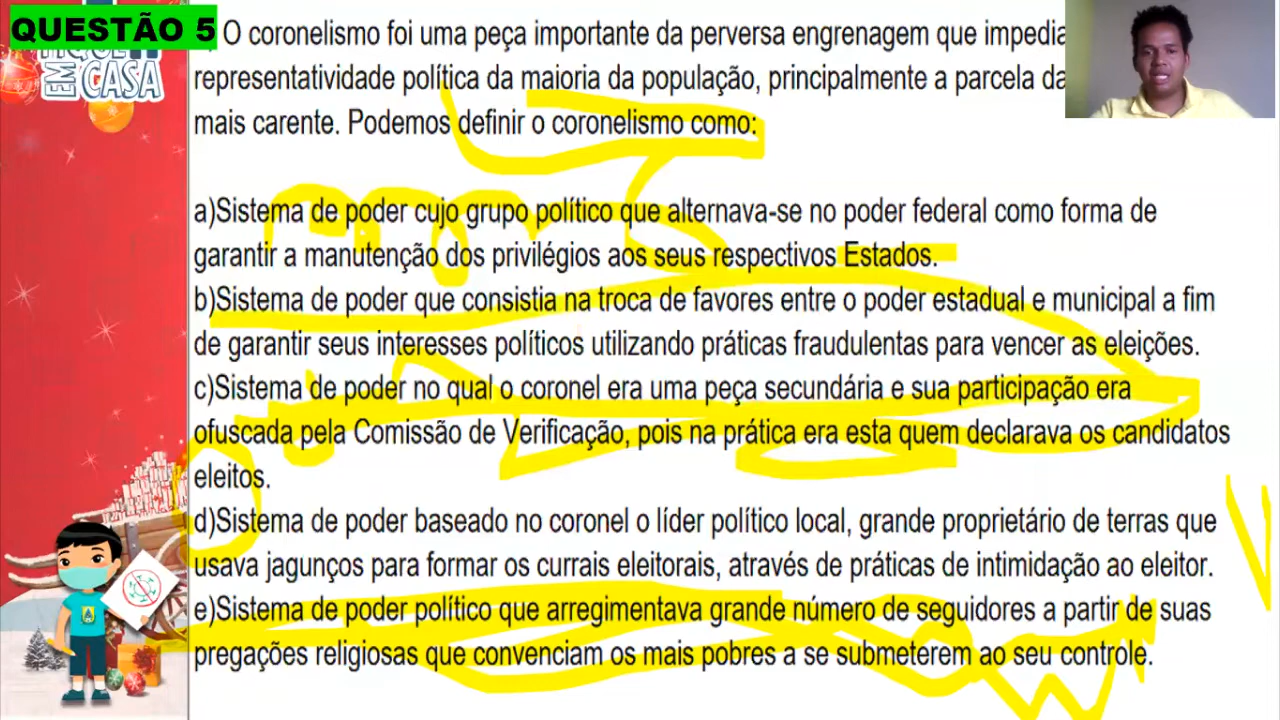 QUESTÃO 5
FIQUE
EM
CASA
O coronelismo foi uma peça importante da perversa engrenagem que impedia
representatividade política da maioria da população, principalmente a parcela da
mais carente. Podemos definir o coronelismo como:
a)Sistema de poder cujo grupo político que alternava-se no poder federal como forma de
garantir a manutenção dos privilégios aos seus respectivos Estados.
b)Sistema de poder que consistia na troca de favores entre o poder estadual e municipal a fim
de garantir seus interesses políticos utilizando práticas fraudulentas para vencer as eleições.
c)Sistema de poder no qual o coronel era uma peça secundária e sua participação era
ofuscada pela Comissão de Verificação, pois na prática era esta quem declarava os candidatos
eleitos.
d)Sistema de poder baseado no coronel o líder político local, grande proprietário de terras que
usava jagunços para formar os currais eleitorais, através de práticas de intimidação ao eleitor.
e)Sistema de poder político que arregimentava grande número de seguidores a partir de suas
pregações religiosas que convenciam os mais pobres a se submeterem ao seu controle.